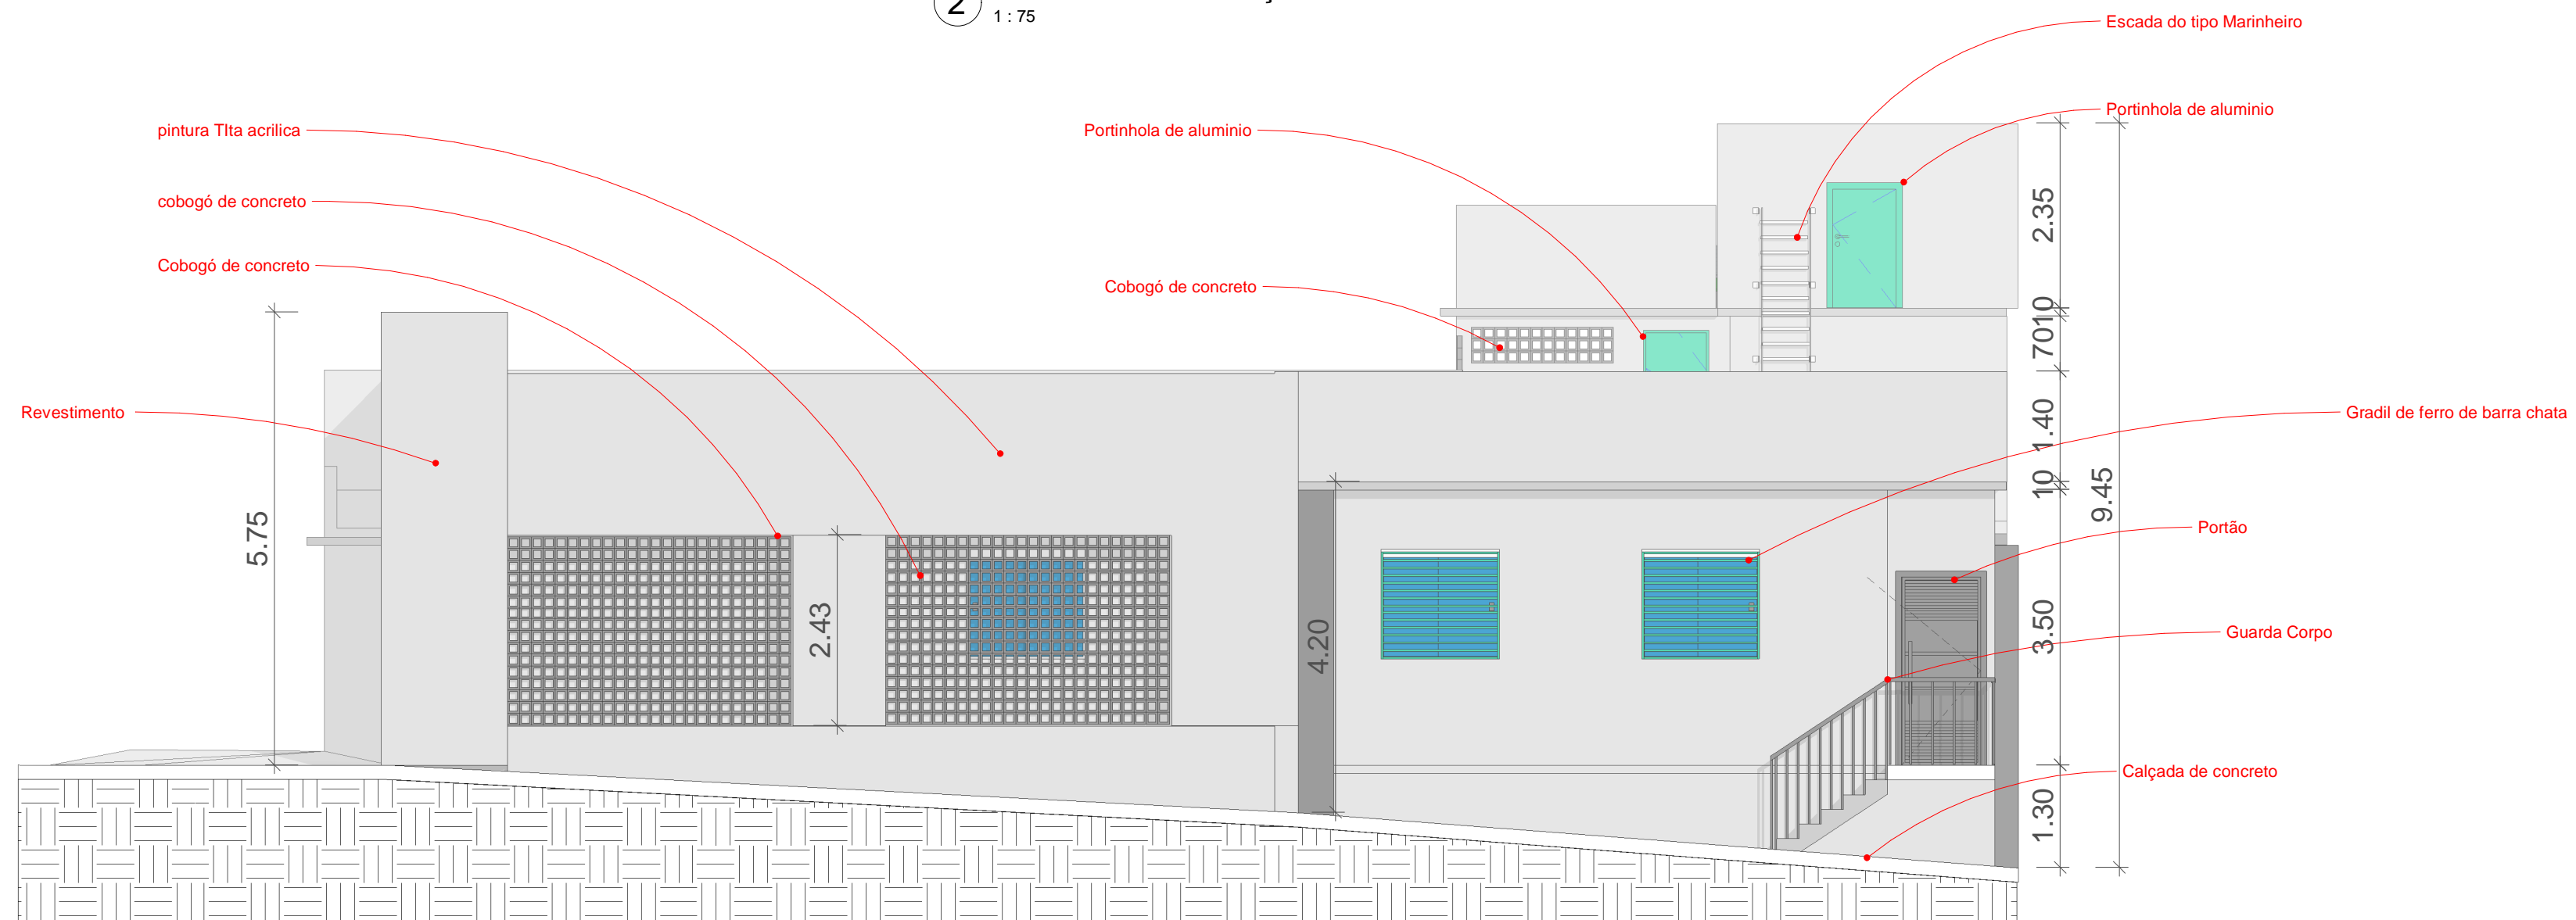 2
1 : 75
Escada do tipo Marinheiro
Portinhola de aluminio
pintura TIta acrilica
Portinhola de aluminio
cobogó de concreto
Cobogó de concreto
Cobogó de concreto
Revestimento
Gradil de ferro de barra chata
Portão
Guarda Corpo
Calçada de concreto
5.75
2.43
4.20
2.35
10
70
1.40
10
3.50
1.30
9.45